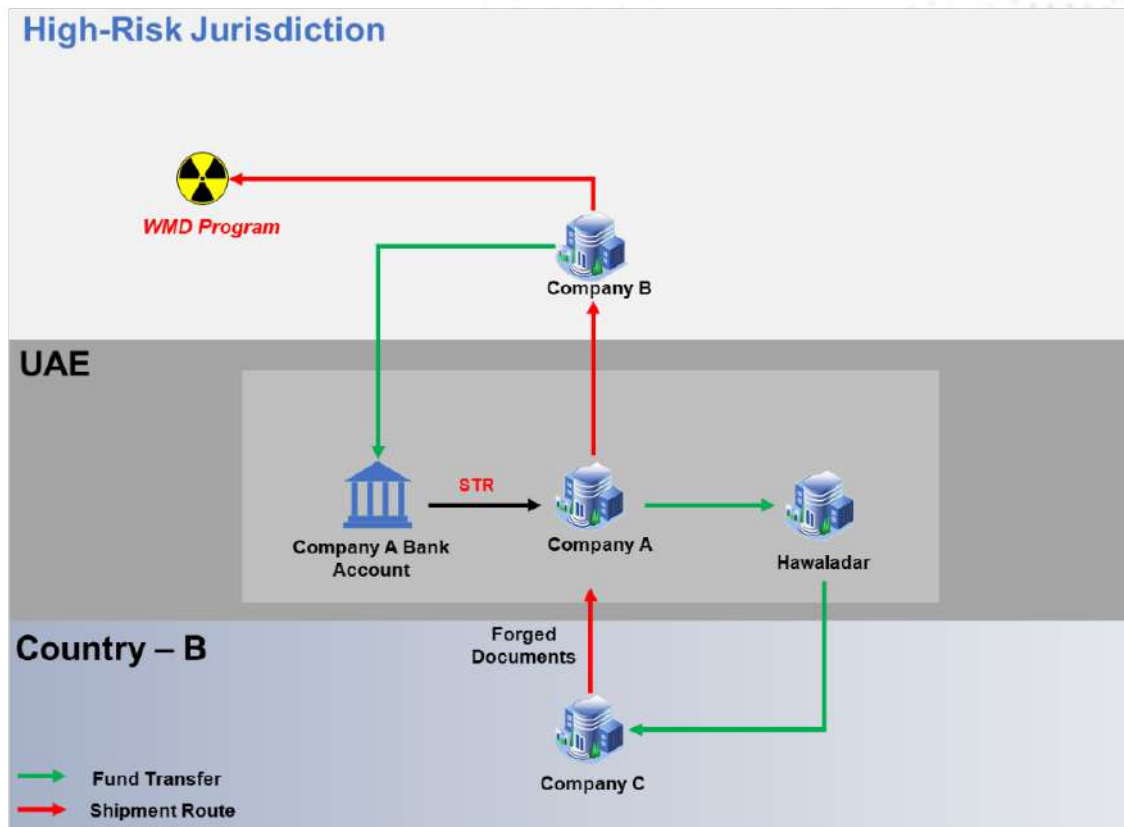 High-Risk Jurisdiction
WMD Program
Company B
UAE
STR
Company A Bank
Account
Company A
Hawaladar
Country – B
Forged
Documents
Company C
Fund Transfer
Shipment Route